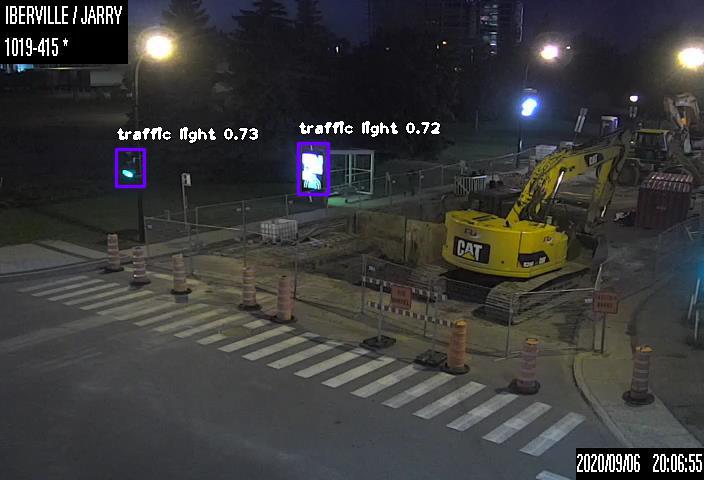 IBERVILLE / JARRY
1019-415 *
traffic light 0.73
traffic light 0.72
CAT
CAT
2020/09/06 20:06:55